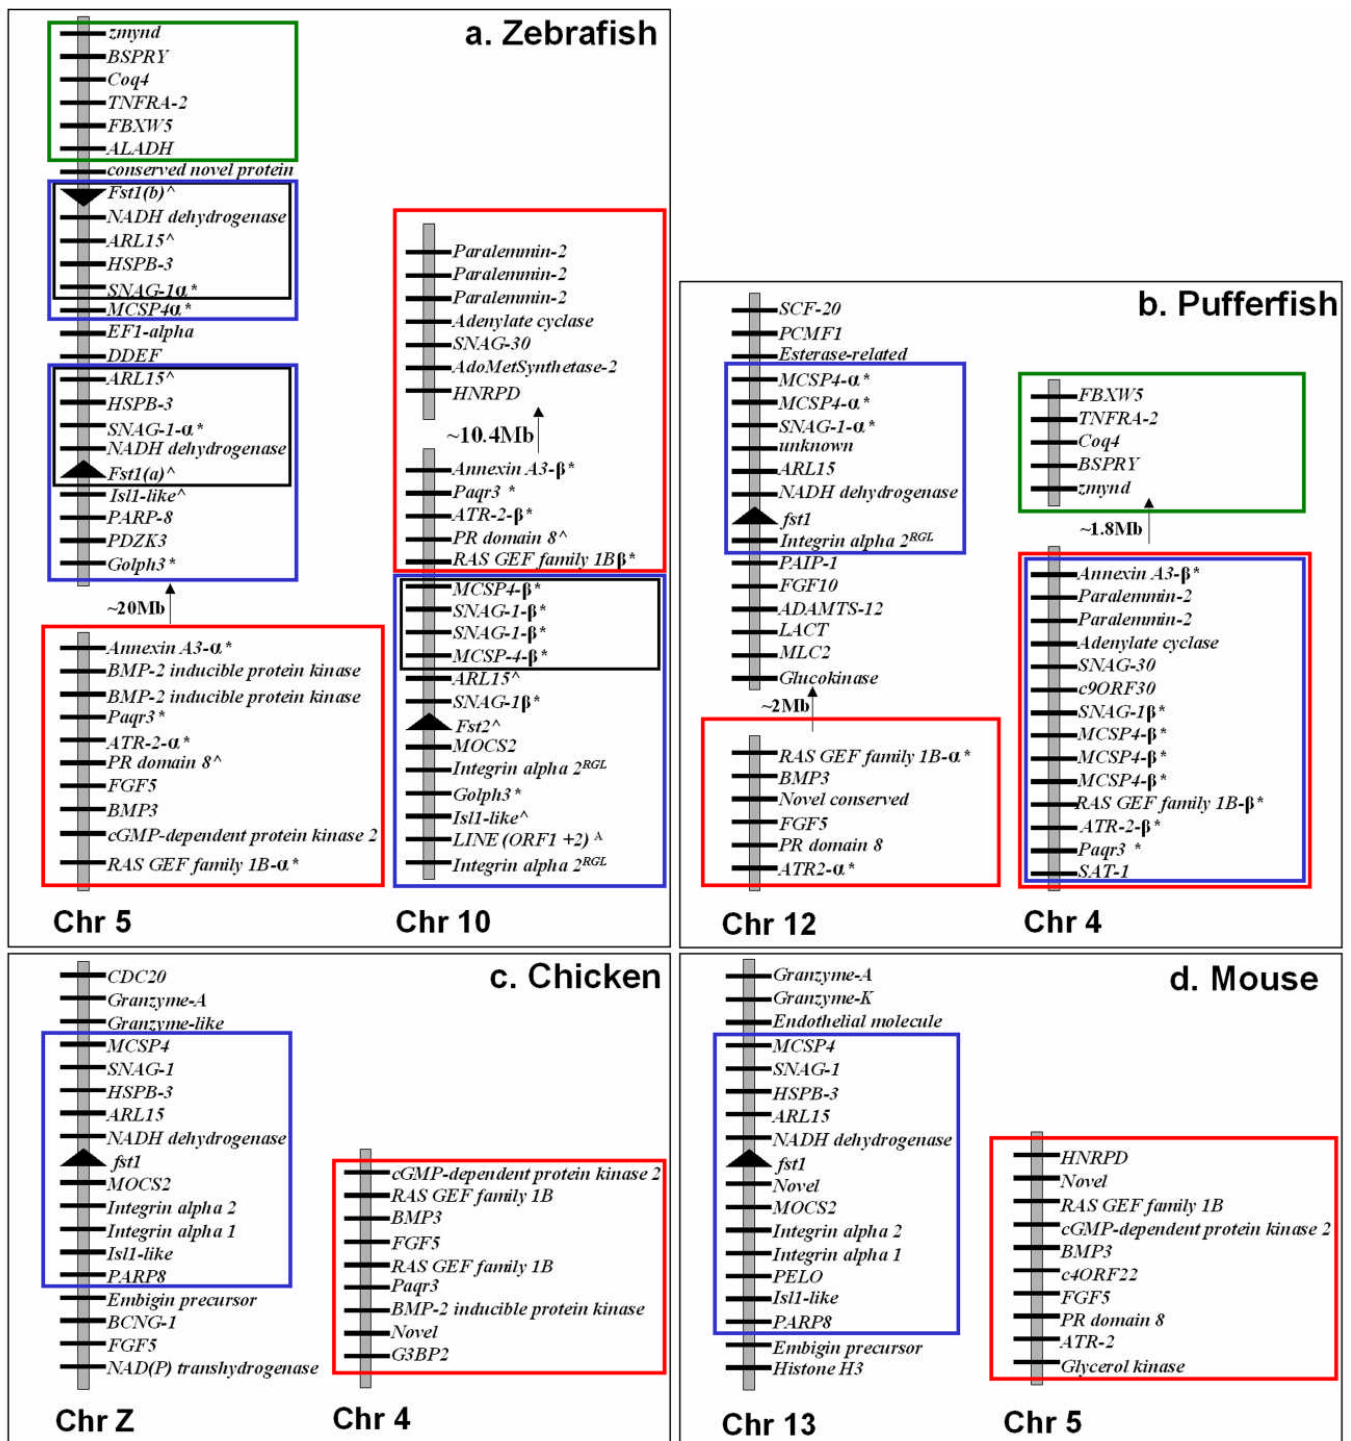 a. Zebrafish
zmynd
BSPRY
Coq4
TNFRA-2
FBXW5
ALADH
conserved novel protein
Fst1(b)^
NADH dehydrogenase
ARL15^
HSPB-3
SNAG-1α*
MCSP4α*
EF1-alpha
DDEF
ARL15^
HSPB-3
SNAG-1-α*
NADH dehydrogenase
Fst1(a)^
Isl1-like^
PARP-8
PDZK3
Golph3*
~20Mb
Annexin A3-α*
BMP-2 inducible protein kinase
BMP-2 inducible protein kinase
Paqr3*
ATR-2-α*
PR domain 8^
FGF5
BMP3
cGMP-dependent protein kinase 2
RAS GEF family 1B-α*
Chr 5
Paralemmin-2
Paralemmin-2
Paralemmin-2
Adenylate cyclase
SNAG-30
AdoMetSynthetase-2
HNRPD
~10.4Mb
Annexin A3-β*
Paqr3 *
ATR-2-β*
PR domain 8^
RAS GEF family 1Bβ*
MCSP4-β*
SNAG-1-β*
SNAG-1-β*
MCSP-4-β*
ARL15^
SNAG-1β*
Fst2^
MOCS2
Integrin alpha 2RGL
Golph3*
Isl1-like^
LINE (ORF1 +2) ^
Integrin alpha 2RGL
Chr 10
b. Pufferfish
SCF-20
PCMF1
Esterase-related
MCSP4-α*
MCSP4-α*
SNAG-1-α*
unknown
ARL15
NADH dehydrogenase
fst1
Integrin alpha 2RGL
PAIP-1
FGF10
ADAMTS-12
LACT
MLC2
Glucokinase
~2Mb
RAS GEF family 1B-α*
BMP3
Novel conserved
FGF5
PR domain 8
ATR2-α*
Chr 12
FBXW5
TNFRA-2
Coq4
BSPRY
zmynd
~1.8Mb
Annexin A3-β*
Paralemmin-2
Paralemmin-2
Adenylate cyclase
SNAG-30
c9ORF30
SNAG-1β*
MCSP4-β*
MCSP4-β*
MCSP4-β*
RAS GEF family 1B-β*
ATR-2-β*
Paqr3 *
SAT-1
Chr 4
c. Chicken
CDC20
Granzyme-A
Granzyme-like
MCSP4
SNAG-1
HSPB-3
ARL15
NADH dehydrogenase
fst1
MOCS2
Integrin alpha 2
Integrin alpha 1
Isl1-like
PARP8
Embigin precursor
BCNG-1
FGF5
NAD(P) transhydrogenase
Chr Z
cGMP-dependent protein kinase 2
RAS GEF family 1B
BMP3
FGF5
RAS GEF family 1B
Paqr3
BMP-2 inducible protein kinase
Novel
G3BP2
Chr 4
d. Mouse
Granzyme-A
Granzyme-K
Endothelial molecule
MCSP4
SNAG-1
HSPB-3
ARL15
NADH dehydrogenase
fst1
Novel
MOCS2
Integrin alpha 2
Integrin alpha 1
PELO
Isl1-like
PARP8
Embigin precursor
Histone H3
Chr 13
HNRPD
Novel
RAS GEF family 1B
cGMP-dependent protein kinase 2
BMP3
c4ORF22
FGF5
PR domain 8
ATR-2
Glycerol kinase
Chr 5